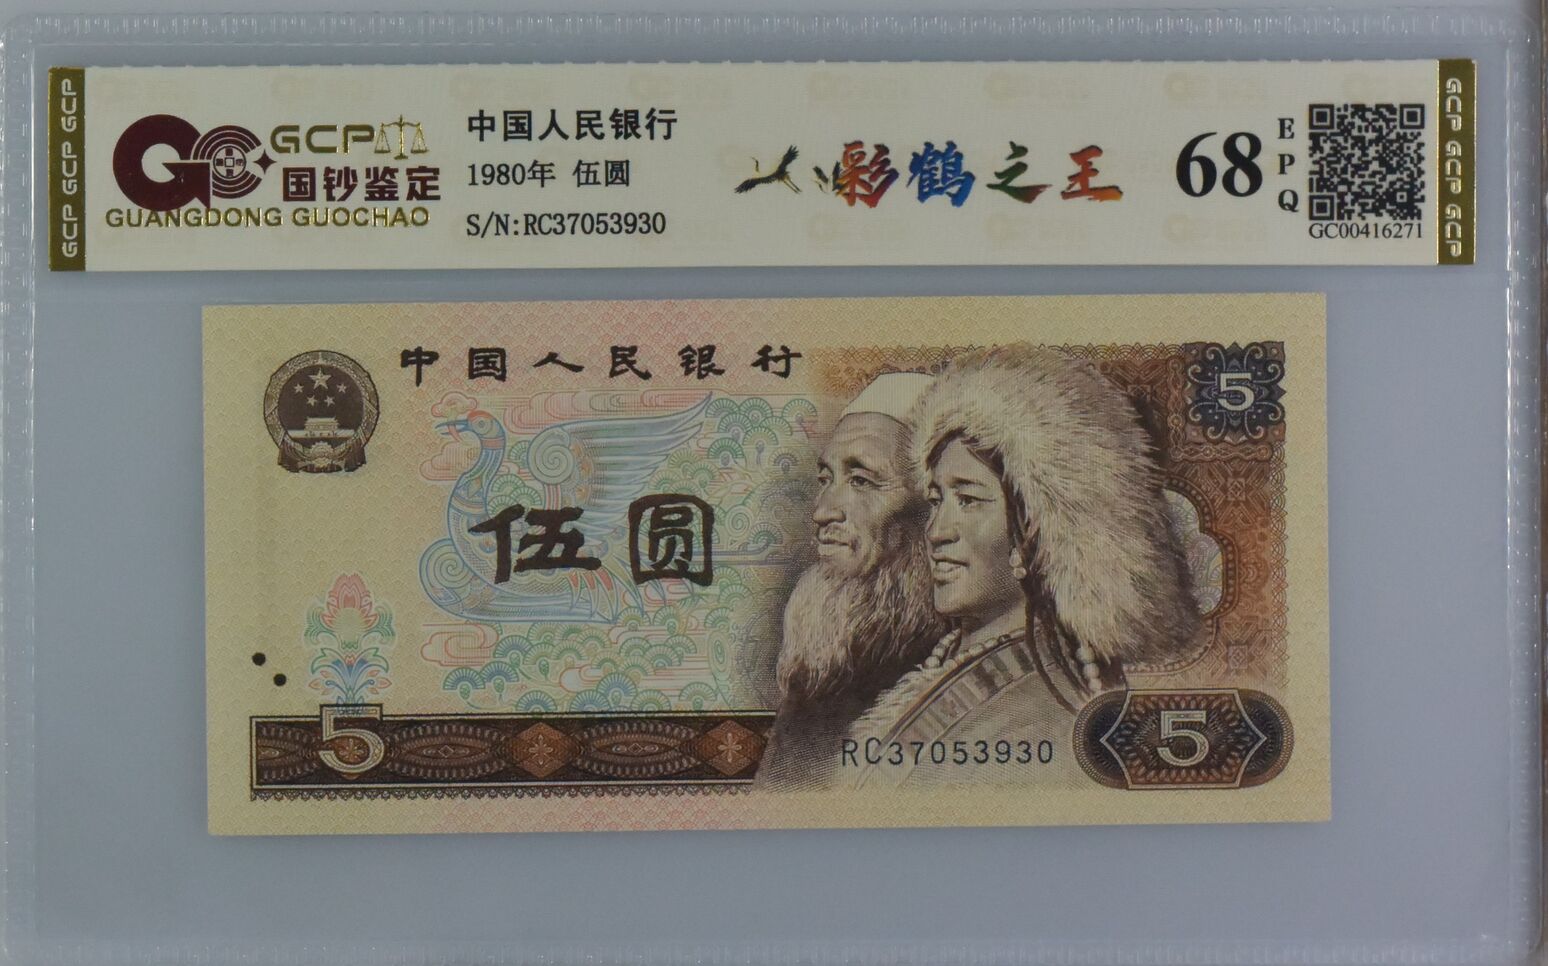 GCP GCP GCP
GCP
国钞鉴定
GUANGDONG GUOCHAO
中国人民银行
1980年 伍圆
S/N:RC37053930
彩鹤之王
68
EPQ
GC00416271
GCP GCP GCP
中国人民银行
5
伍圆
5
RC37053930
5